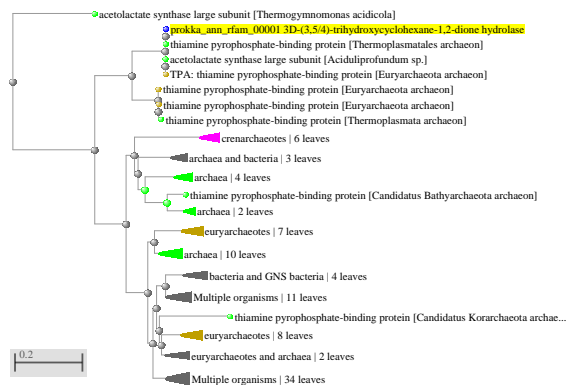 acetolactate synthase large subunit [Thermogymnomonas acidicola]
prokka_ann_rfam_00001 3D-(3,5/4)-trihydroxycyclohexane-1,2-dione hydrolase
thiamine pyrophosphate-binding protein [Thermoplasmatales archaeon]
acetolactate synthase large subunit [Aciduliprofundum sp.]
TPA: thiamine pyrophosphate-binding protein [Euryarchaeota archaeon]
thiamine pyrophosphate-binding protein [Euryarchaeota archaeon]
thiamine pyrophosphate-binding protein [Euryarchaeota archaeon]
thiamine pyrophosphate-binding protein [Thermoplasmata archaeon]
crenarchaeotes | 6 leaves
archaea and bacteria | 3 leaves
archaea | 4 leaves
thiamine pyrophosphate-binding protein [Candidatus Bathyarchaeota archaeon]
archaea | 2 leaves
euryarchaeotes | 7 leaves
archaea | 10 leaves
bacteria and GNS bacteria | 4 leaves
Multiple organisms | 11 leaves
thiamine pyrophosphate-binding protein [Candidatus Korarchaeota archae...
euryarchaeotes | 8 leaves
euryarchaeotes and archaea | 2 leaves
Multiple organisms | 34 leaves
0.2